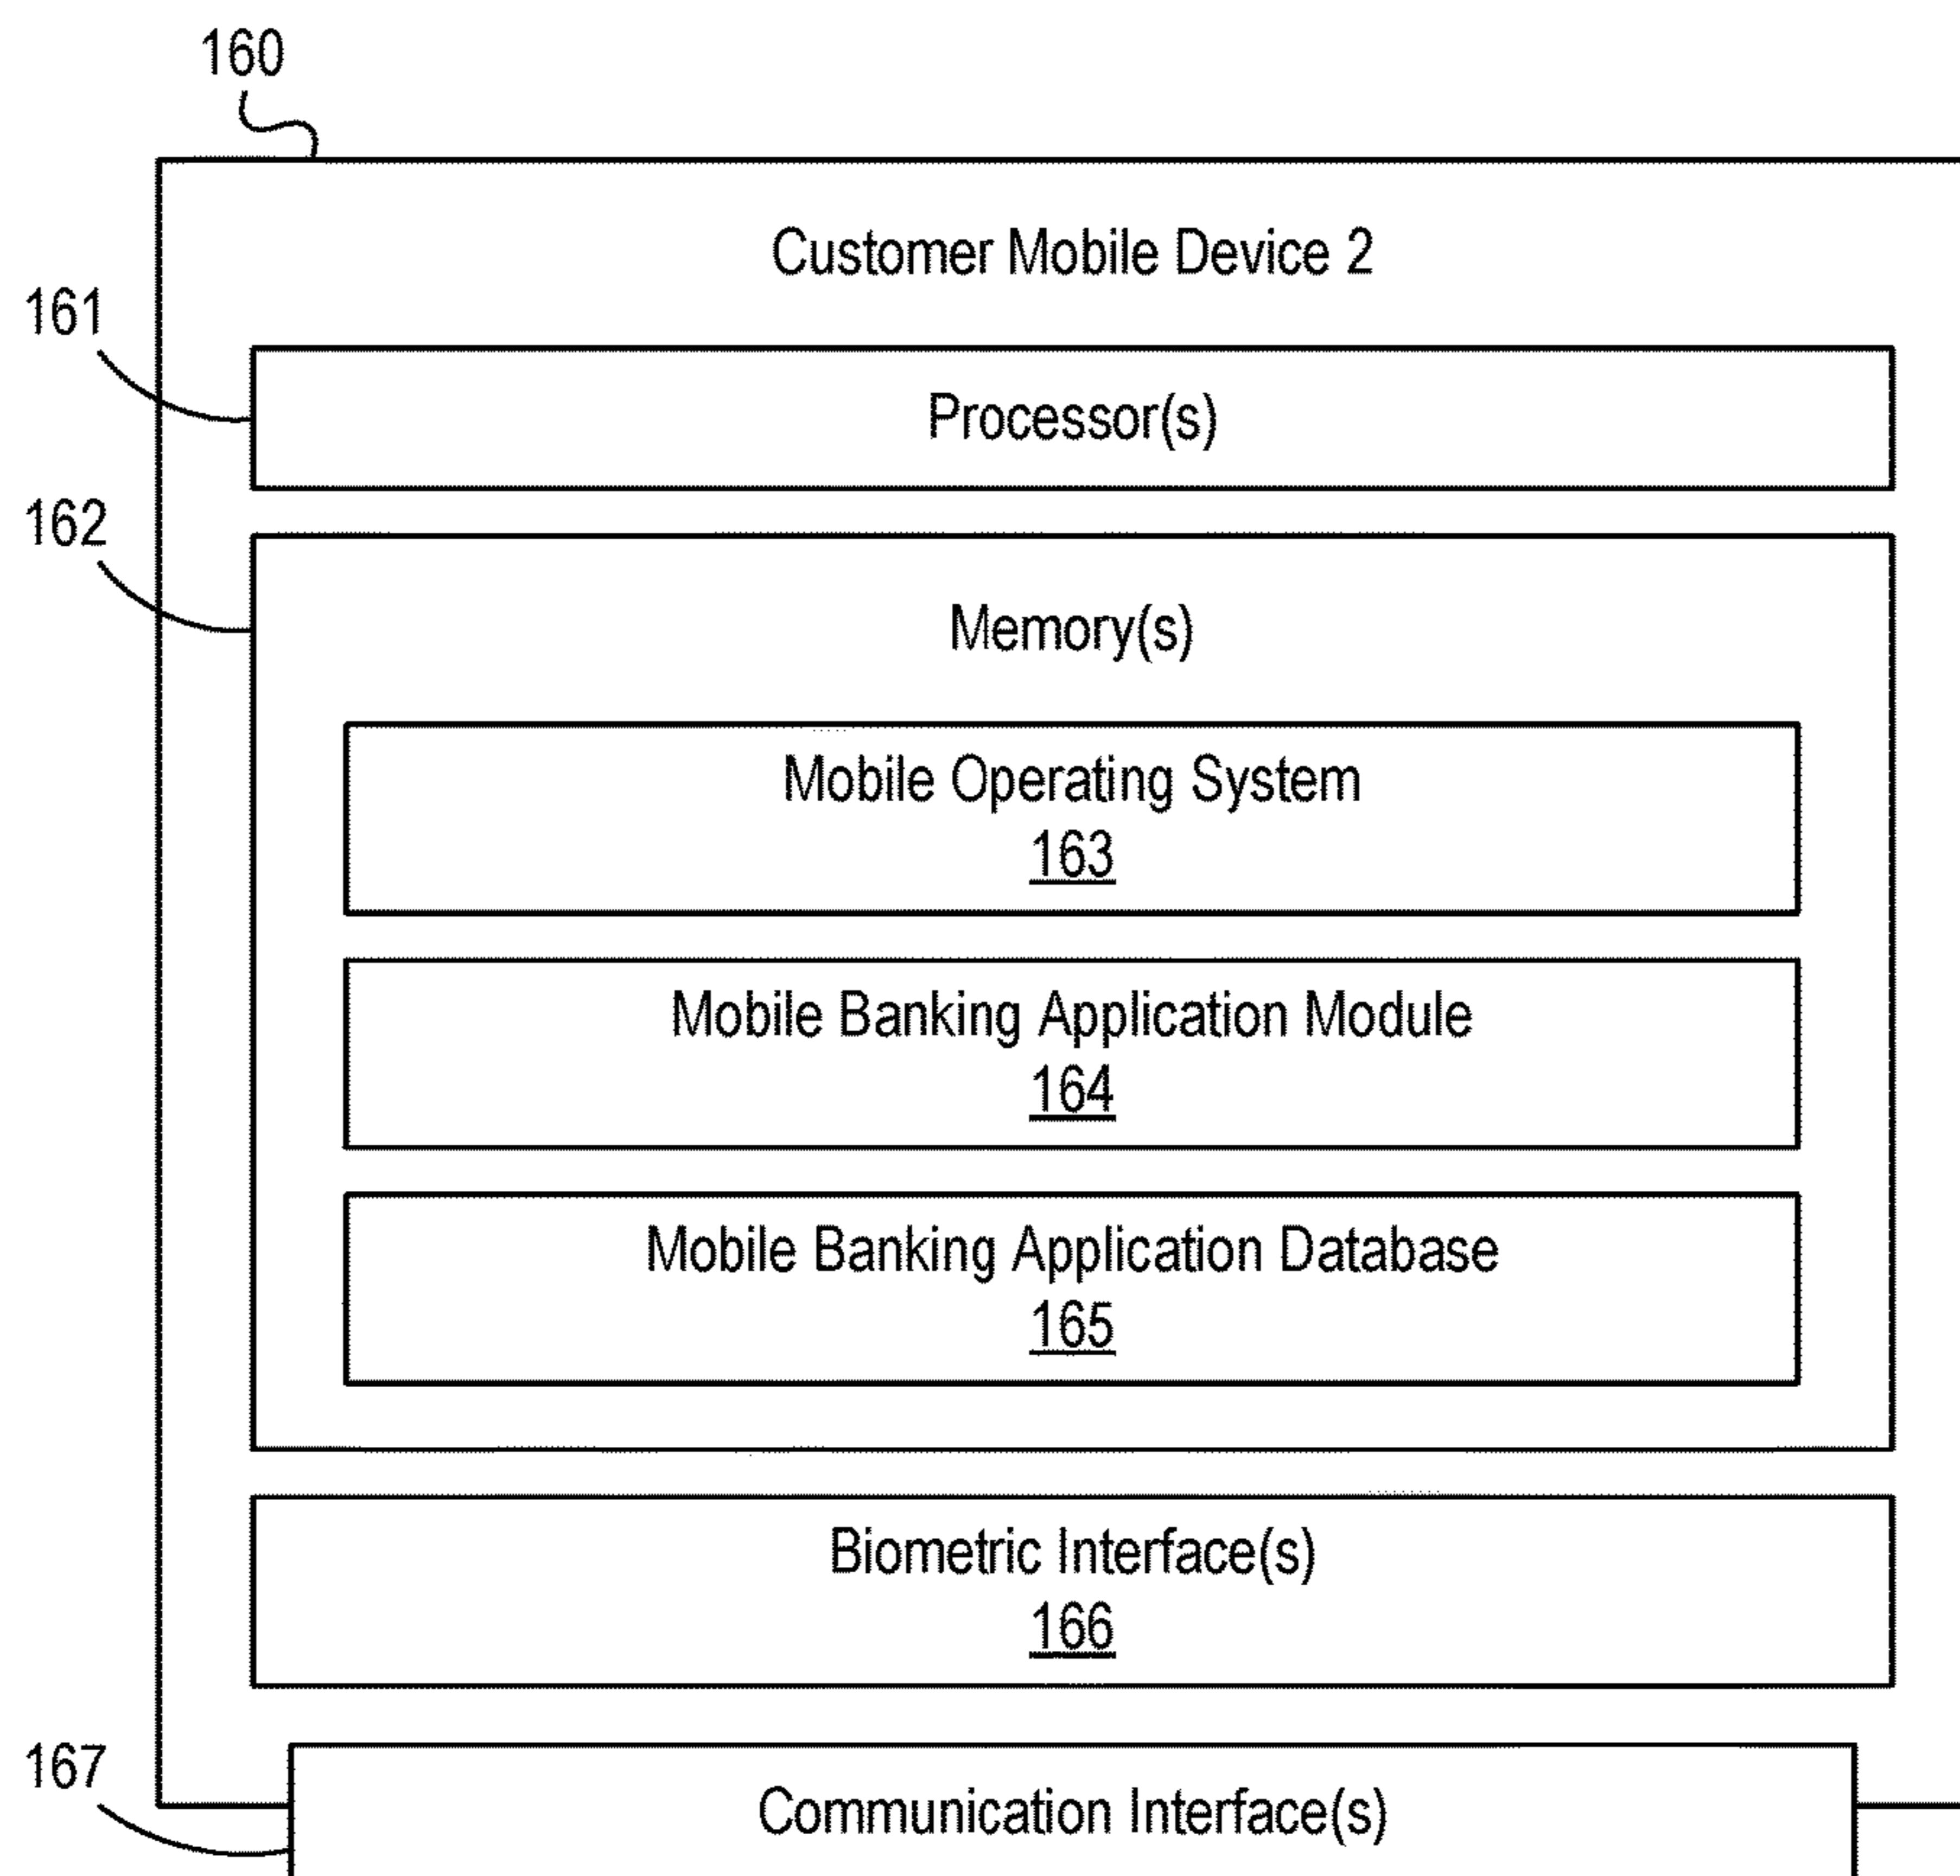 160
Customer Mobile Device 2
161
Processor(s)
162
Memory(s)
Mobile Operating System
163
Mobile Banking Application Module
164
Mobile Banking Application Database
165
Biometric Interface(s)
166
167
Communication Interface(s)